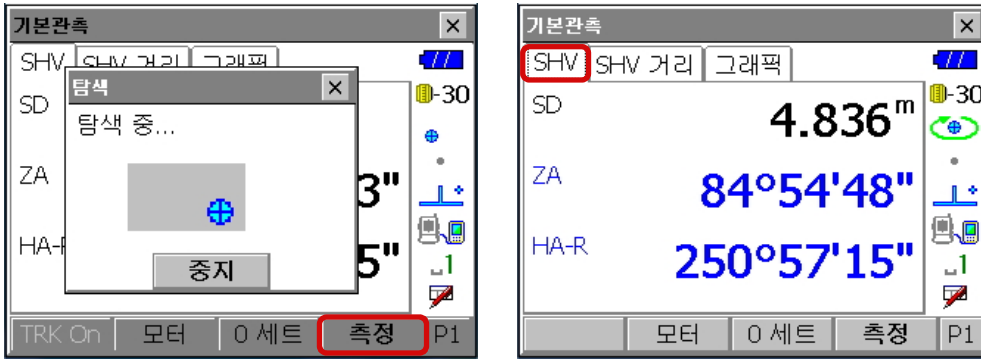 기본관측
SHV SHV 거리 그래픽
탐색
SD
-30
탐색 중...
ZA
3"
HA-R
5"
중지
1
TRK On 모터 0 세트 측정 P1
기본관측
SHV SHV 거리 그래픽
SD 4.836 m
-30
ZA 84°54'48"
HA-R 250°57'15"
1
모터 0 세트 측정 P1